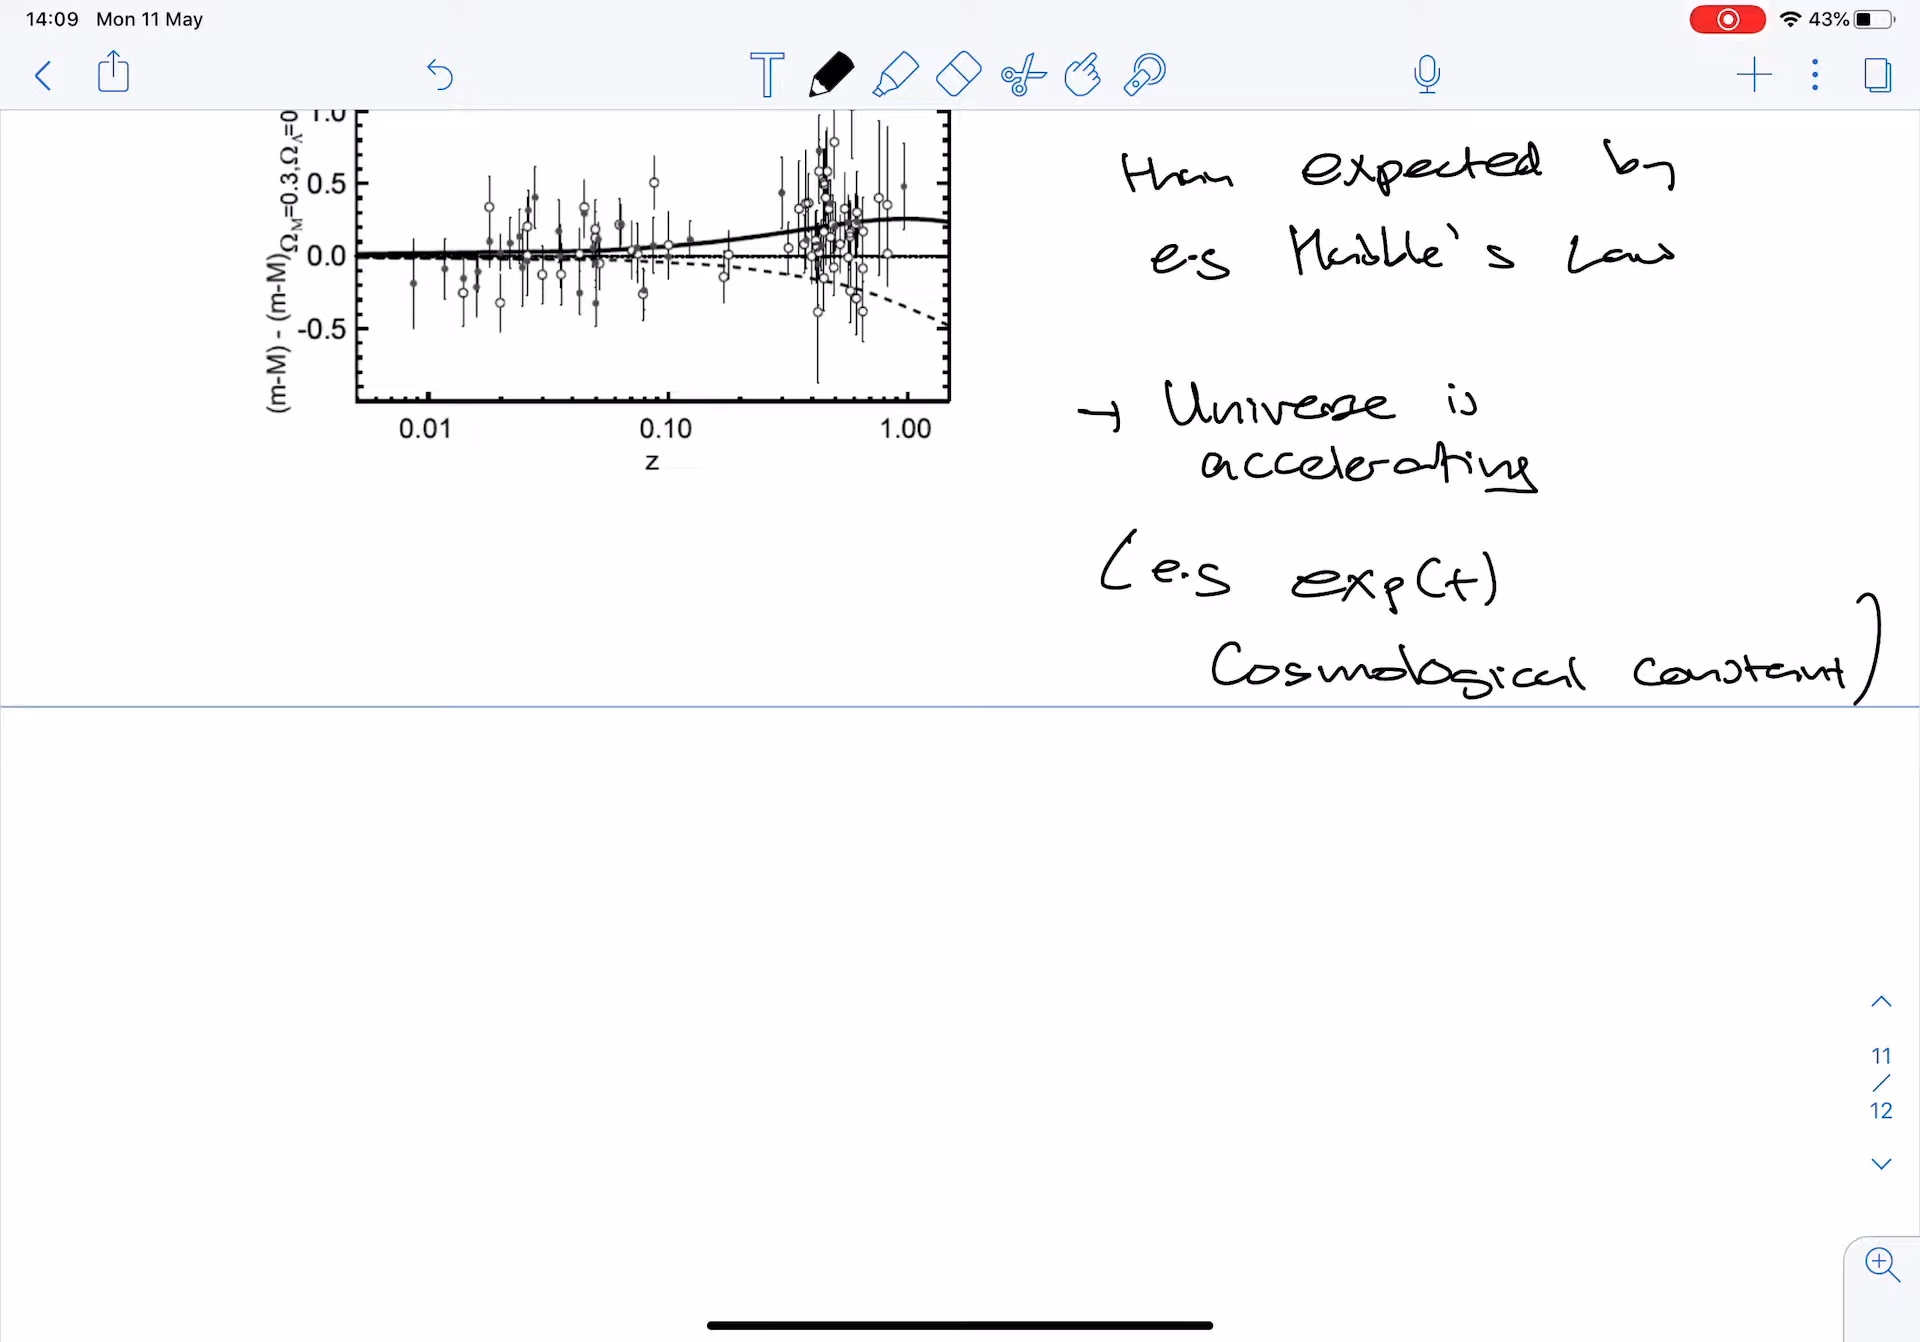 14:09 Mon 11 May
43%
1.0
0.5
0.0
-0.5
(m-M) - (m-M) Ω_M=0.3,Ω_Λ=0
0.01 0.10 1.00
z
than expected by
e.g Hubble's Law
→ Universe is
accelerating
(e.g exp(t)
Cosmological constant)
11
/
12